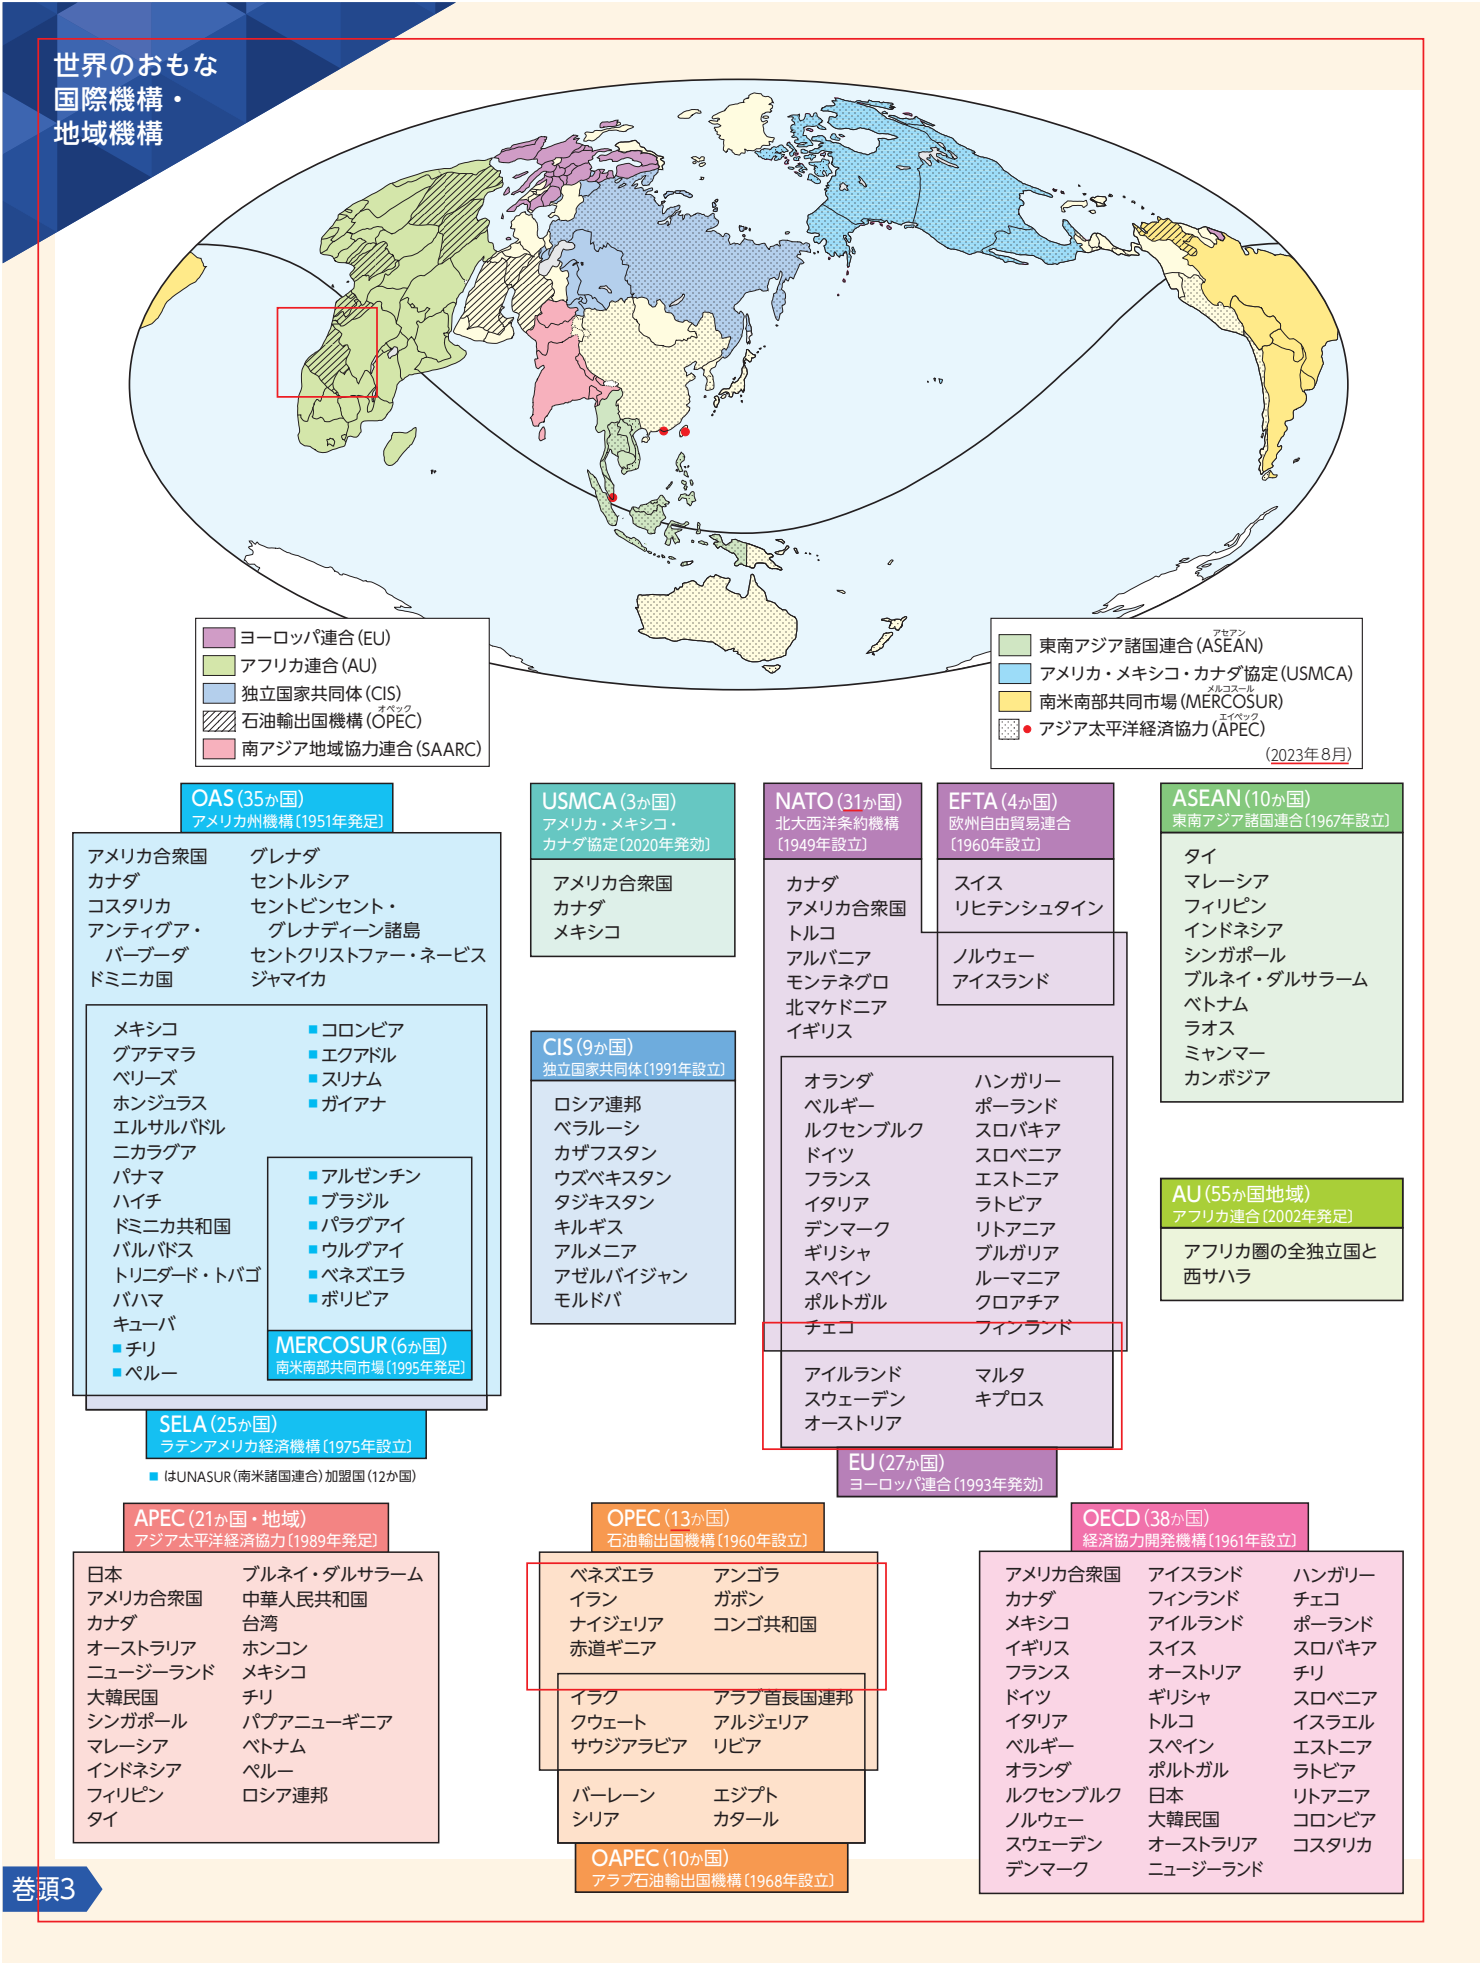 世界のおもな
国際機構・
地域機構
ヨーロッパ連合(EU)
アフリカ連合(AU)
独立国家共同体(CIS)
オペック
石油輸出国機構(OPEC)
南アジア地域協力連合(SAARC)
アセアン
東南アジア諸国連合(ASEAN)
アメリカ・メキシコ・カナダ協定(USMCA)
メルコスール
南米南部共同市場(MERCOSUR)
エイペック
アジア太平洋経済協力(APEC)
(2023年8月)
OAS(35か国)
アメリカ州機構〔1951年発足〕
アメリカ合衆国
カナダ
コスタリカ
アンティグア・
バーブーダ
ドミニカ国
グレナダ
セントルシア
セントビンセント・
グレナディーン諸島
セントクリストファー・ネービス
ジャマイカ
メキシコ
グアテマラ
ベリーズ
ホンジュラス
エルサルバドル
ニカラグア
パナマ
ハイチ
ドミニカ共和国
バルバドス
トリニダード・トバゴ
バハマ
キューバ
■チリ
■ペルー
■コロンビア
■エクアドル
■スリナム
■ガイアナ
■アルゼンチン
■ブラジル
■パラグアイ
■ウルグアイ
■ベネズエラ
■ボリビア
MERCOSUR(6か国)
南米南部共同市場〔1995年発足〕
SELA(25か国)
ラテンアメリカ経済機構〔1975年設立〕
■はUNASUR(南米諸国連合)加盟国(12か国)
USMCA(3か国)
アメリカ・メキシコ・
カナダ協定〔2020年発効〕
アメリカ合衆国
カナダ
メキシコ
CIS(9か国)
独立国家共同体〔1991年設立〕
ロシア連邦
ベラルーシ
カザフスタン
ウズベキスタン
タジキスタン
キルギス
アルメニア
アゼルバイジャン
モルドバ
NATO(31か国)
北大西洋条約機構
〔1949年設立〕
カナダ
アメリカ合衆国
トルコ
アルバニア
モンテネグロ
北マケドニア
イギリス
EFTA(4か国)
欧州自由貿易連合
〔1960年設立〕
スイス
リヒテンシュタイン
ノルウェー
アイスランド
オランダ
ベルギー
ルクセンブルク
ドイツ
フランス
イタリア
デンマーク
ギリシャ
スペイン
ポルトガル
チェコ
ハンガリー
ポーランド
スロバキア
スロベニア
エストニア
ラトビア
リトアニア
ブルガリア
ルーマニア
クロアチア
フィンランド
アイルランド
スウェーデン
オーストリア
マルタ
キプロス
EU(27か国)
ヨーロッパ連合〔1993年発効〕
ASEAN(10か国)
東南アジア諸国連合〔1967年設立〕
タイ
マレーシア
フィリピン
インドネシア
シンガポール
ブルネイ・ダルサラーム
ベトナム
ラオス
ミャンマー
カンボジア
AU(55か国地域)
アフリカ連合〔2002年発足〕
アフリカ圏の全独立国と
西サハラ
APEC(21か国・地域)
アジア太平洋経済協力〔1989年発足〕
日本
アメリカ合衆国
カナダ
オーストラリア
ニュージーランド
大韓民国
シンガポール
マレーシア
インドネシア
フィリピン
タイ
ブルネイ・ダルサラーム
中華人民共和国
台湾
ホンコン
メキシコ
チリ
パプアニューギニア
ベトナム
ペルー
ロシア連邦
OPEC(13か国)
石油輸出国機構〔1960年設立〕
ベネズエラ
イラン
ナイジェリア
赤道ギニア
アンゴラ
ガボン
コンゴ共和国
イラク
クウェート
サウジアラビア
アラブ首長国連邦
アルジェリア
リビア
バーレーン
シリア
エジプト
カタール
OAPEC(10か国)
アラブ石油輸出国機構〔1968年設立〕
OECD(38か国)
経済協力開発機構〔1961年設立〕
アメリカ合衆国
カナダ
メキシコ
イギリス
フランス
ドイツ
イタリア
ベルギー
オランダ
ルクセンブルク
ノルウェー
スウェーデン
デンマーク
アイスランド
フィンランド
アイルランド
スイス
オーストリア
ギリシャ
トルコ
スペイン
ポルトガル
日本
大韓民国
オーストラリア
ニュージーランド
ハンガリー
チェコ
ポーランド
スロバキア
チリ
スロベニア
イスラエル
エストニア
ラトビア
リトアニア
コロンビア
コスタリカ
巻頭3